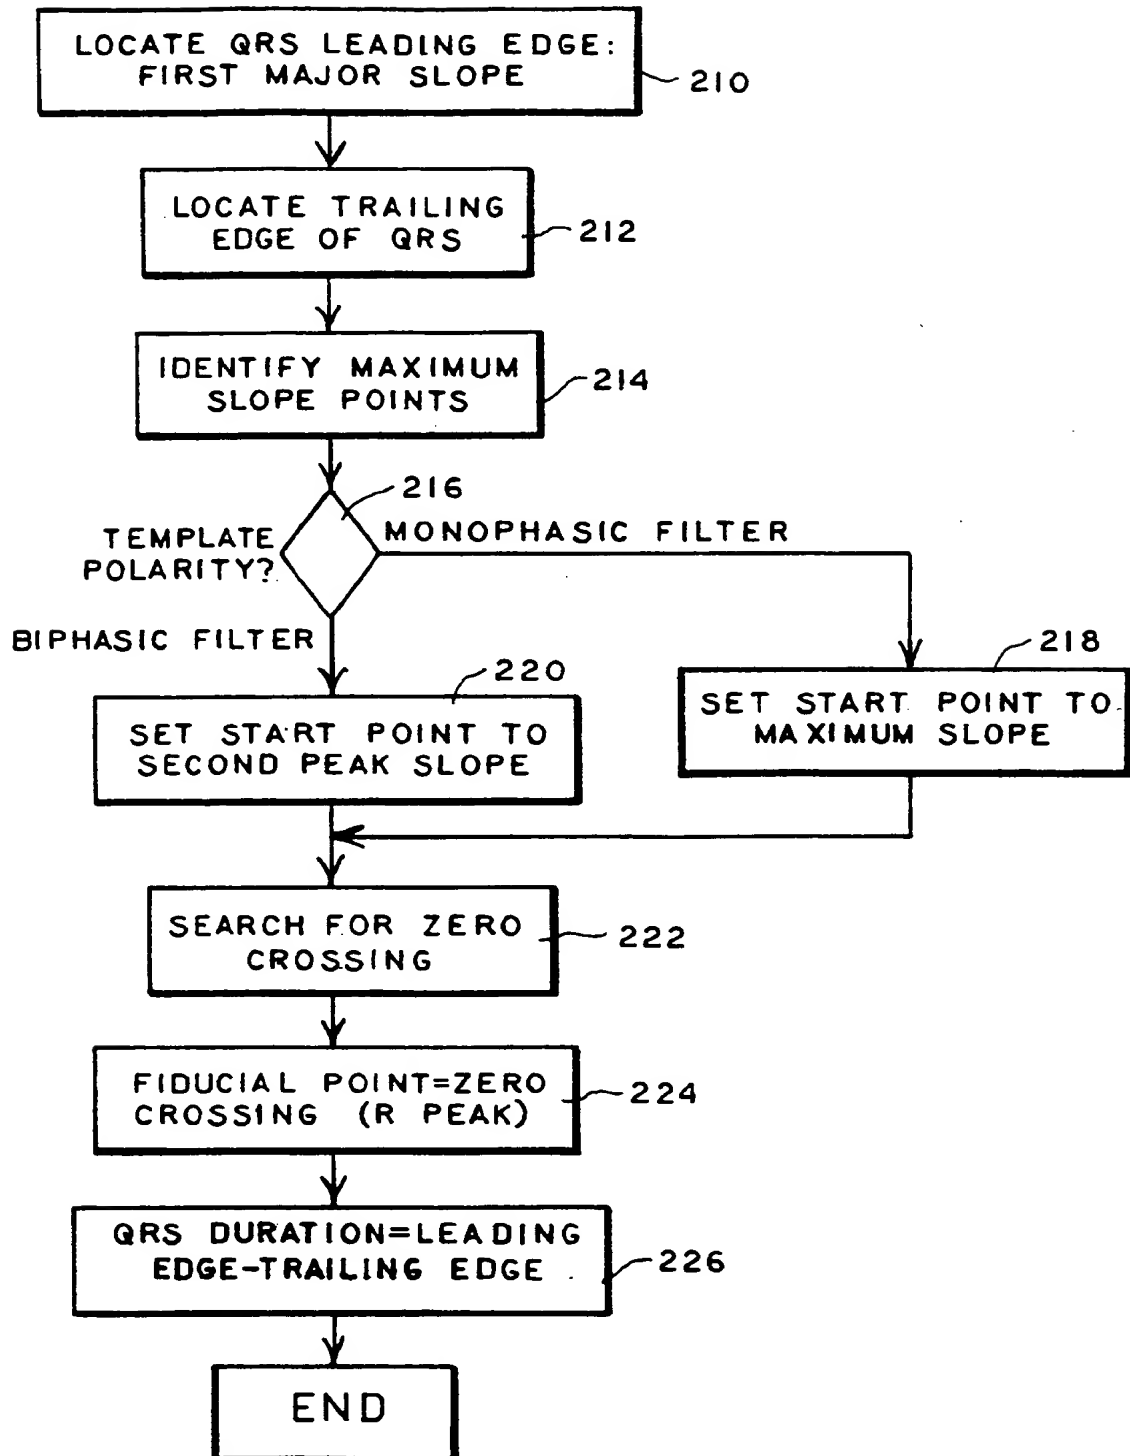 LOCATE QRS LEADING EDGE:
FIRST MAJOR SLOPE
210
LOCATE TRAILING
EDGE OF QRS
212
IDENTIFY MAXIMUM
SLOPE POINTS
214
216
TEMPLATE
POLARITY?
MONOPHASIC FILTER
BIPHASIC FILTER
218
SET START POINT TO
MAXIMUM SLOPE
220
SET START POINT TO
SECOND PEAK SLOPE
SEARCH FOR ZERO
CROSSING
222
FIDUCIAL POINT=ZERO
CROSSING (R PEAK)
224
QRS DURATION=LEADING
EDGE-TRAILING EDGE
226
END